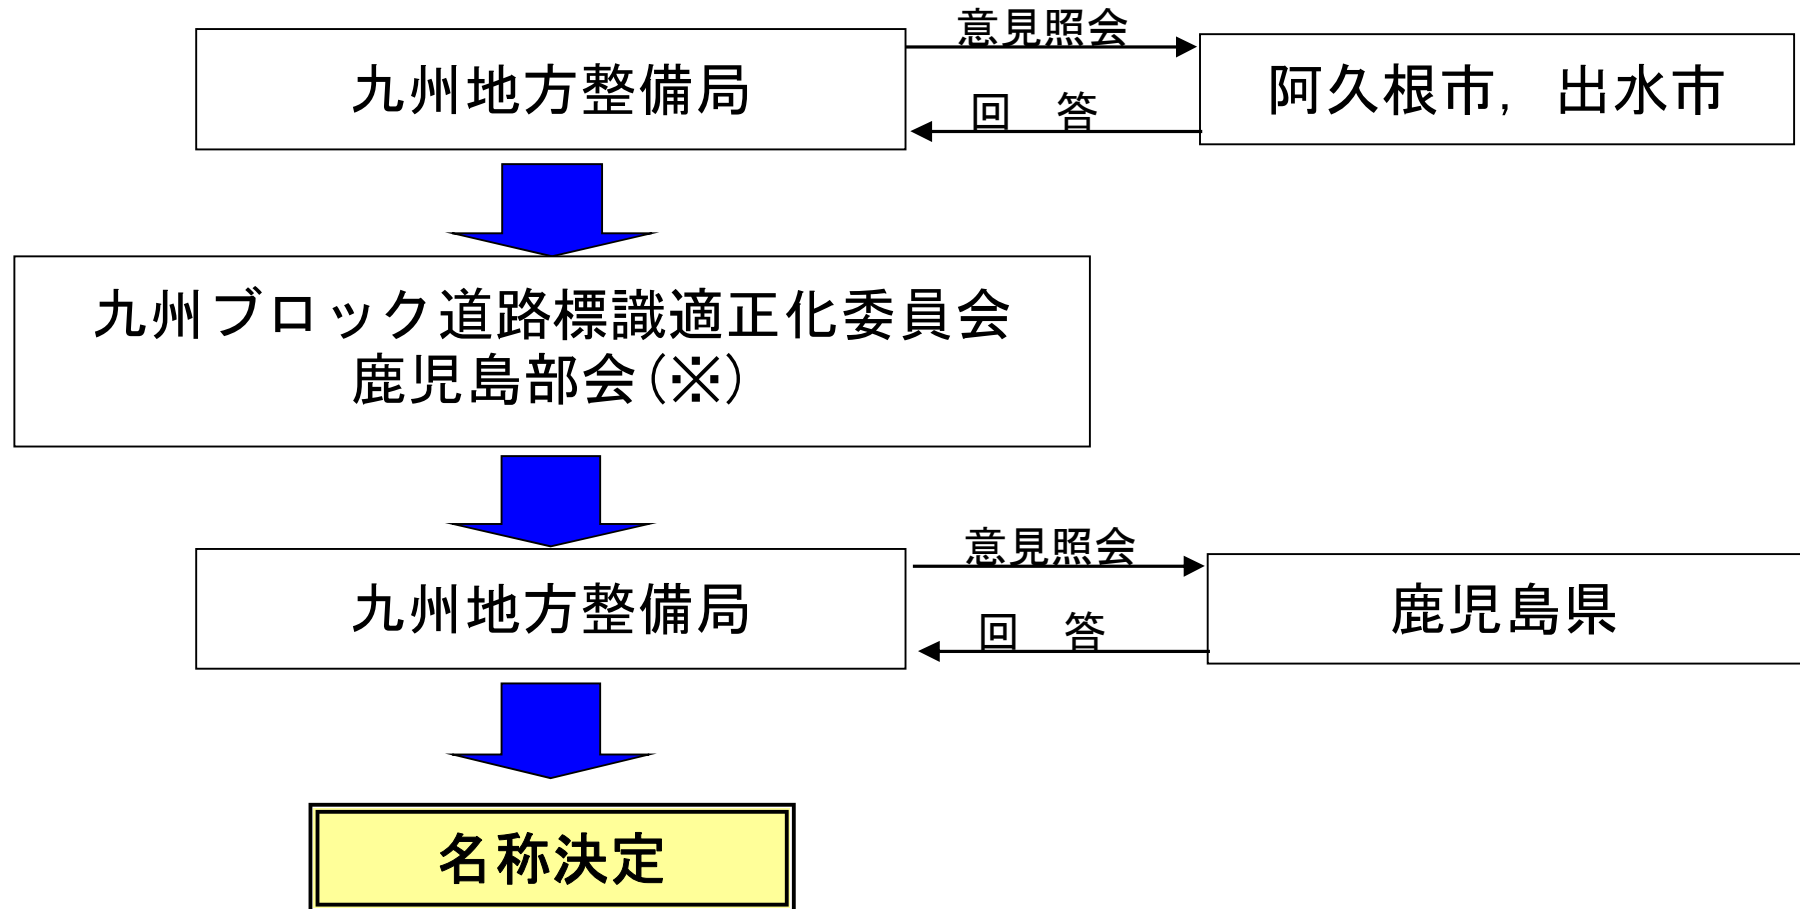 意見照会
九州地方整備局
阿久根市，出水市
回　答
九州ブロック道路標識適正化委員会
鹿児島部会（※）
意見照会
九州地方整備局
鹿児島県
回　答
名称決定